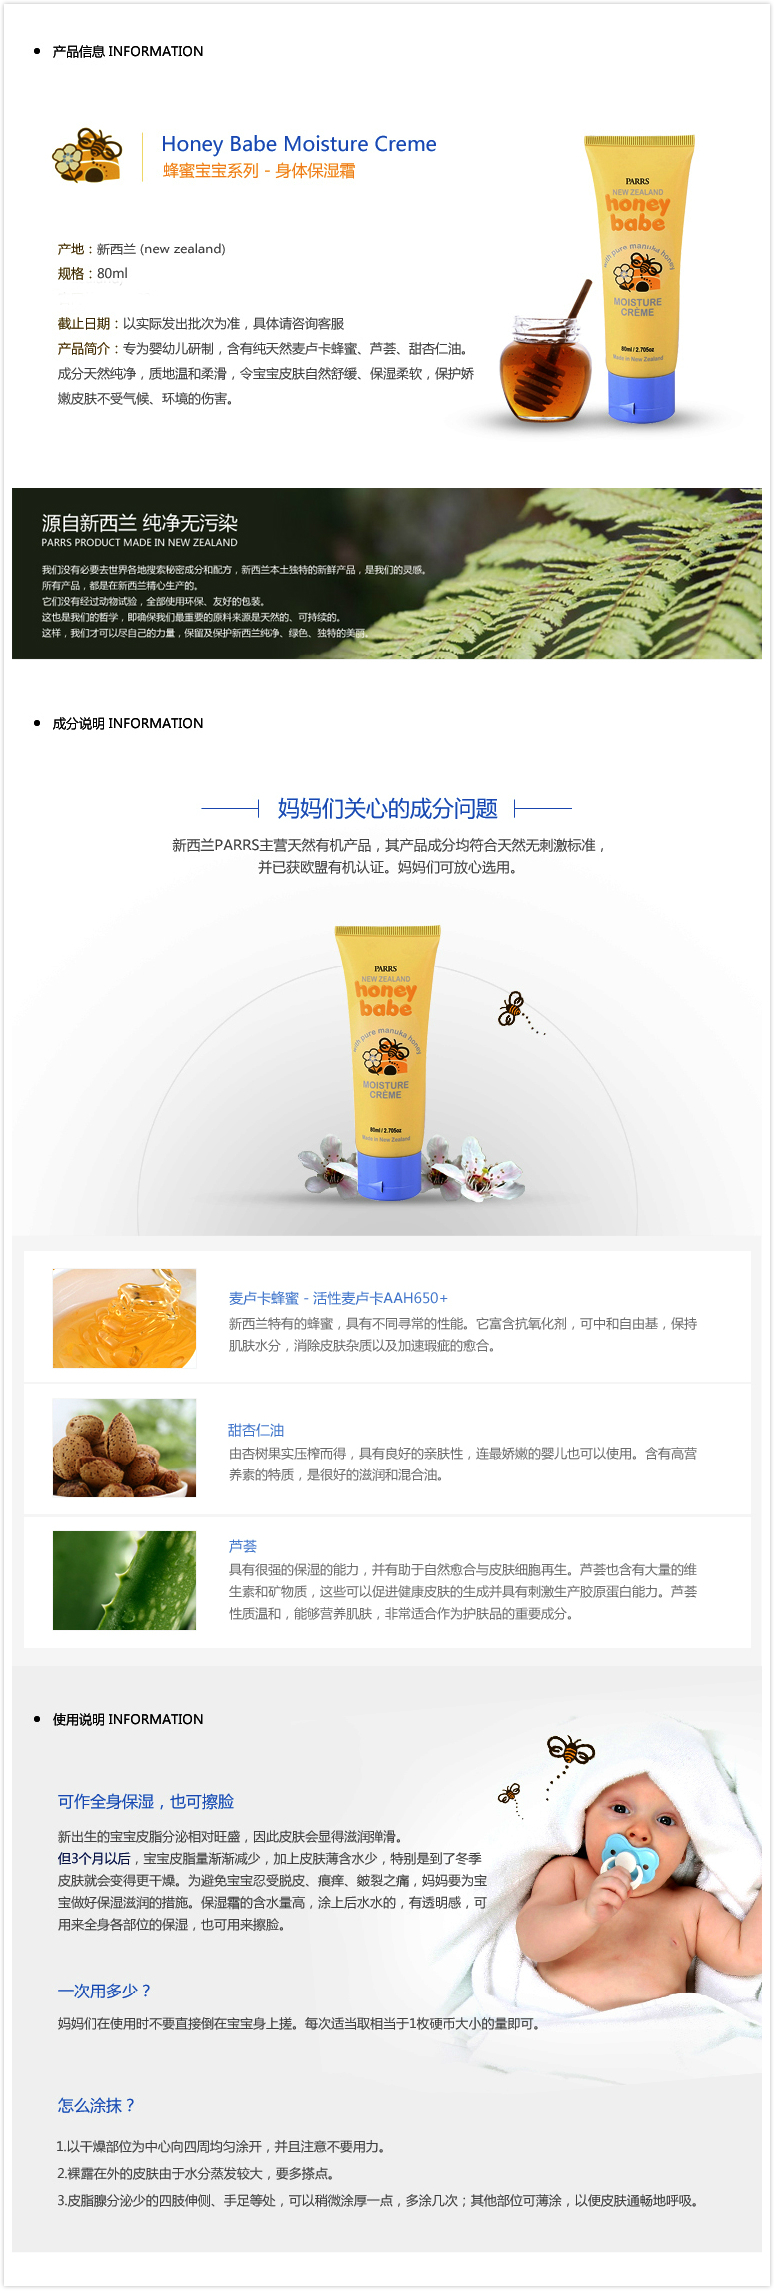 产品信息 INFORMATION
Honey Babe Moisture Creme
蜂蜜宝宝系列 - 身体保湿霜
产地：新西兰 (new zealand)
规格：80ml
截止日期：以实际发出批次为准，具体请咨询客服
产品简介：专为婴幼儿研制，含有纯天然麦卢卡蜂蜜、芦荟、甜杏仁油。
成分天然纯净，质地温和柔滑，令宝宝皮肤自然舒缓、保湿柔软，保护娇
嫩皮肤不受气候、环境的伤害。
PARRS
NEW ZEALAND
honey
babe
with pure manuka honey
MOISTURE
CRÈME
80ml / 2.705oz
Made in New Zealand
源自新西兰 纯净无污染
PARRS PRODUCT MADE IN NEW ZEALAND
我们没有必要去世界各地搜索秘密成分和配方，新西兰本土独特的新鲜产品，是我们的灵感。
所有产品，都是在新西兰精心生产的。
它们没有经过动物试验，全部使用环保、友好的包装。
这也是我们的哲学，即确保我们最重要的原料来源是天然的、可持续的。
这样，我们才可以尽自己的力量，保留及保护新西兰纯净、绿色、独特的美丽。
成分说明 INFORMATION
妈妈们关心的成分问题
新西兰PARRS主营天然有机产品，其产品成分均符合天然无刺激标准，
并已获欧盟有机认证。妈妈们可放心选用。
PARRS
NEW ZEALAND
honey
babe
with pure manuka honey
MOISTURE
CRÈME
80ml / 2.705oz
Made in New Zealand
麦卢卡蜂蜜 - 活性麦卢卡AAH650+
新西兰特有的蜂蜜，具有不同寻常的性能。它富含抗氧化剂，可中和自由基，保持
肌肤水分，消除皮肤杂质以及加速瑕疵的愈合。
甜杏仁油
由杏树果实压榨而得，具有良好的亲肤性，连最娇嫩的婴儿也可以使用。含有高营
养素的特质，是很好的滋润和混合油。
芦荟
具有很强的保湿的能力，并有助于自然愈合与皮肤细胞再生。芦荟也含有大量的维
生素和矿物质，这些可以促进健康皮肤的生成并具有刺激生产胶原蛋白能力。芦荟
性质温和，能够营养肌肤，非常适合作为护肤品的重要成分。
使用说明 INFORMATION
可作全身保湿，也可擦脸
新出生的宝宝皮脂分泌相对旺盛，因此皮肤会显得滋润弹滑。
但3个月以后，宝宝皮脂量渐渐减少，加上皮肤薄含水少，特别是到了冬季
皮肤就会变得更干燥。为避免宝宝忍受脱皮、痕痒、皴裂之痛，妈妈要为宝
宝做好保湿滋润的措施。保湿霜的含水量高，涂上后水水的，有透明感，可
用来全身各部位的保湿，也可用来擦脸。
一次用多少？
妈妈们在使用时不要直接倒在宝宝身上搓。每次适当取相当于1枚硬币大小的量即可。
怎么涂抹？
1.以干燥部位为中心向四周均匀涂开，并且注意不要用力。
2.裸露在外的皮肤由于水分蒸发较大，要多搽点。
3.皮脂腺分泌少的四肢伸侧、手足等处，可以稍微涂厚一点，多涂几次；其他部位可薄涂，以便皮肤通畅地呼吸。